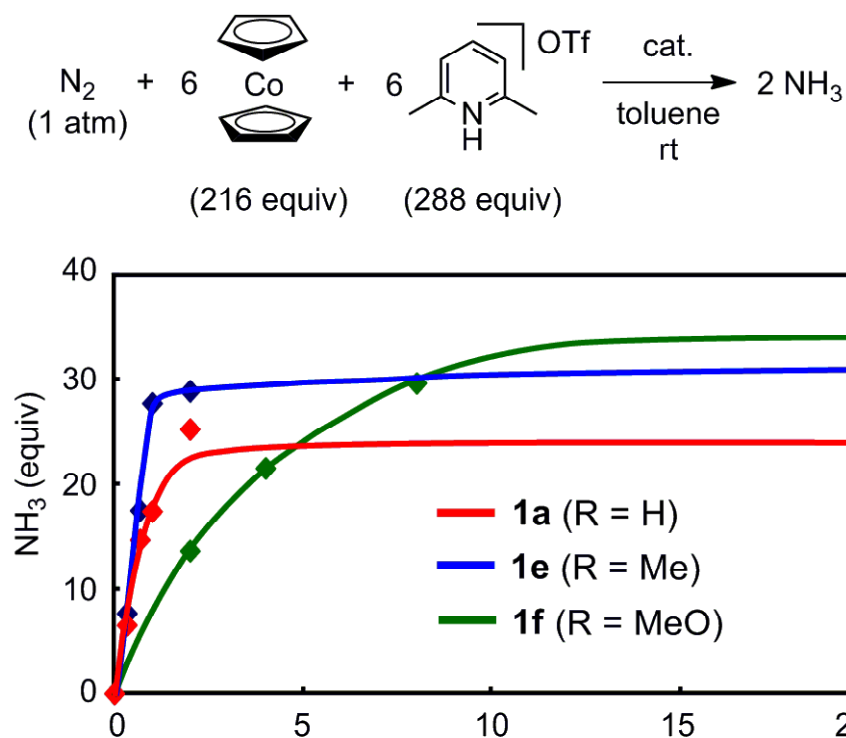 N2 + 6 Co + 6 N H OTf cat. 2 NH3
(1 atm) toluene
rt
(216 equiv) (288 equiv)
NH3 (equiv)
40
30
20
10
0
1a (R = H)
1e (R = Me)
1f (R = MeO)
0 5 10 15